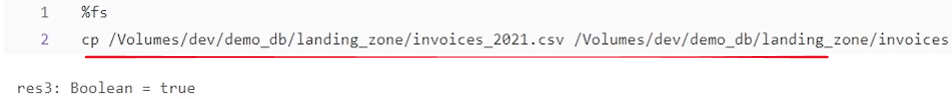 1 %fs
2 cp /Volumes/dev/demo_db/landing_zone/invoices_2021.csv /Volumes/dev/demo_db/landing_zone/invoices
res3: Boolean = true